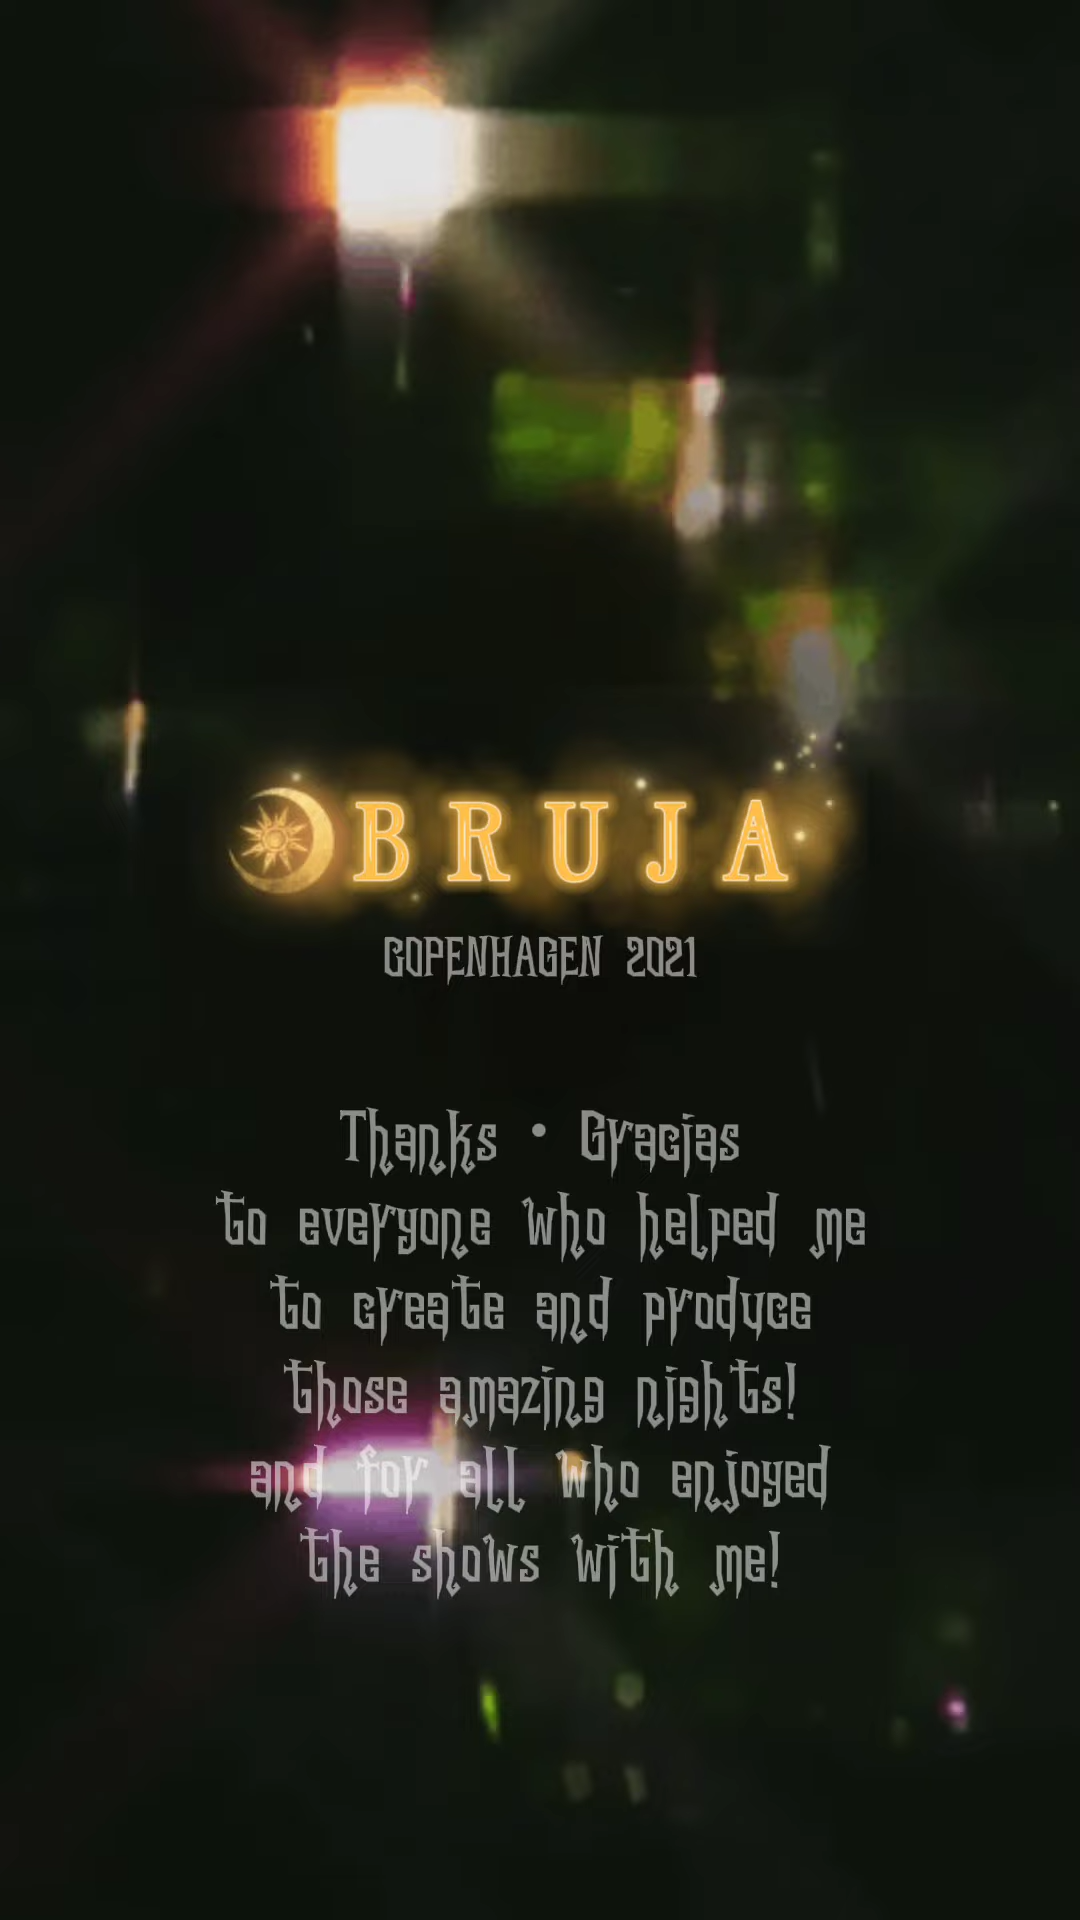 BRUJA
COPENHAGEN 2021
Thanks • Gracias
to everyone who helped me
to create and produce
those amazing nights!
and for all who enjoyed
the shows with me!